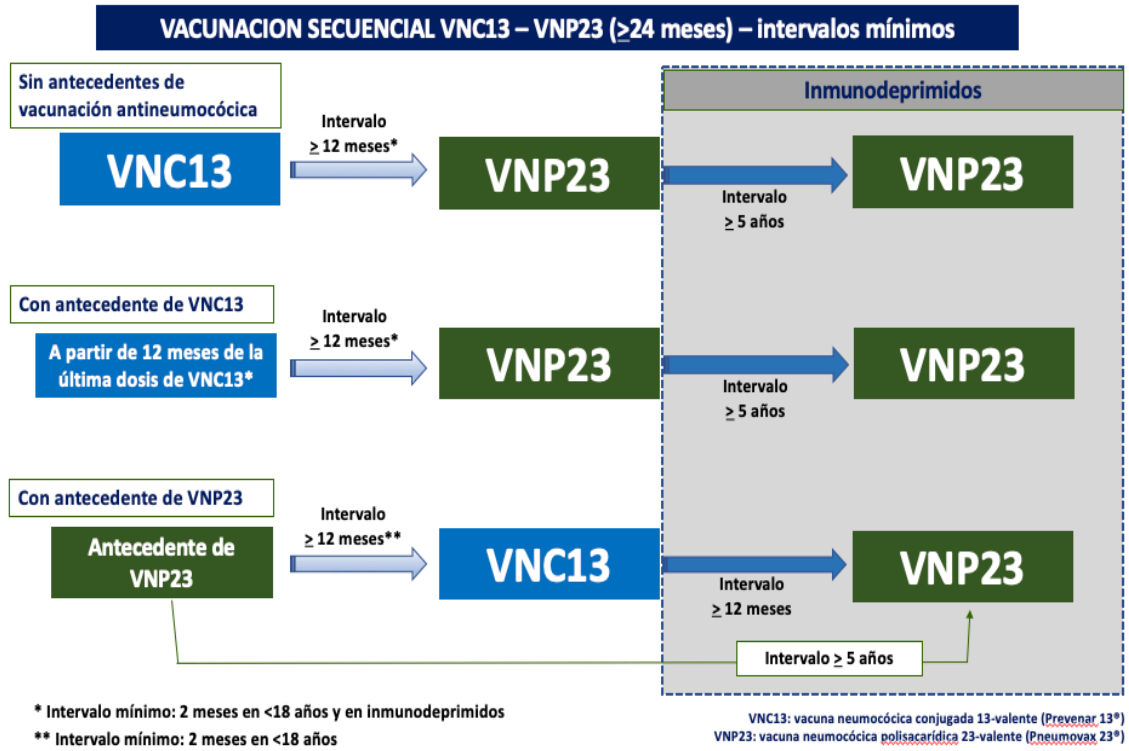 VACUNACION SECUENCIAL VNC13 – VNP23 (≥24 meses) – intervalos mínimos
Sin antecedentes de
vacunación antineumocócica
Inmunodeprimidos
VNC13
Intervalo
≥ 12 meses*
VNP23
Intervalo
≥ 5 años
VNP23
Con antecedente de VNC13
A partir de 12 meses de la
última dosis de VNC13*
Intervalo
≥ 12 meses*
VNP23
Intervalo
≥ 5 años
VNP23
Con antecedente de VNP23
Antecedente de
VNP23
Intervalo
≥ 12 meses**
VNC13
Intervalo
≥ 12 meses
VNP23
Intervalo ≥ 5 años
* Intervalo mínimo: 2 meses en <18 años y en inmunodeprimidos
** Intervalo mínimo: 2 meses en <18 años
VNC13: vacuna neumocócica conjugada 13-valente (Prevenar 13®)
VNP23: vacuna neumocócica polisacarídica 23-valente (Pneumovax 23®)